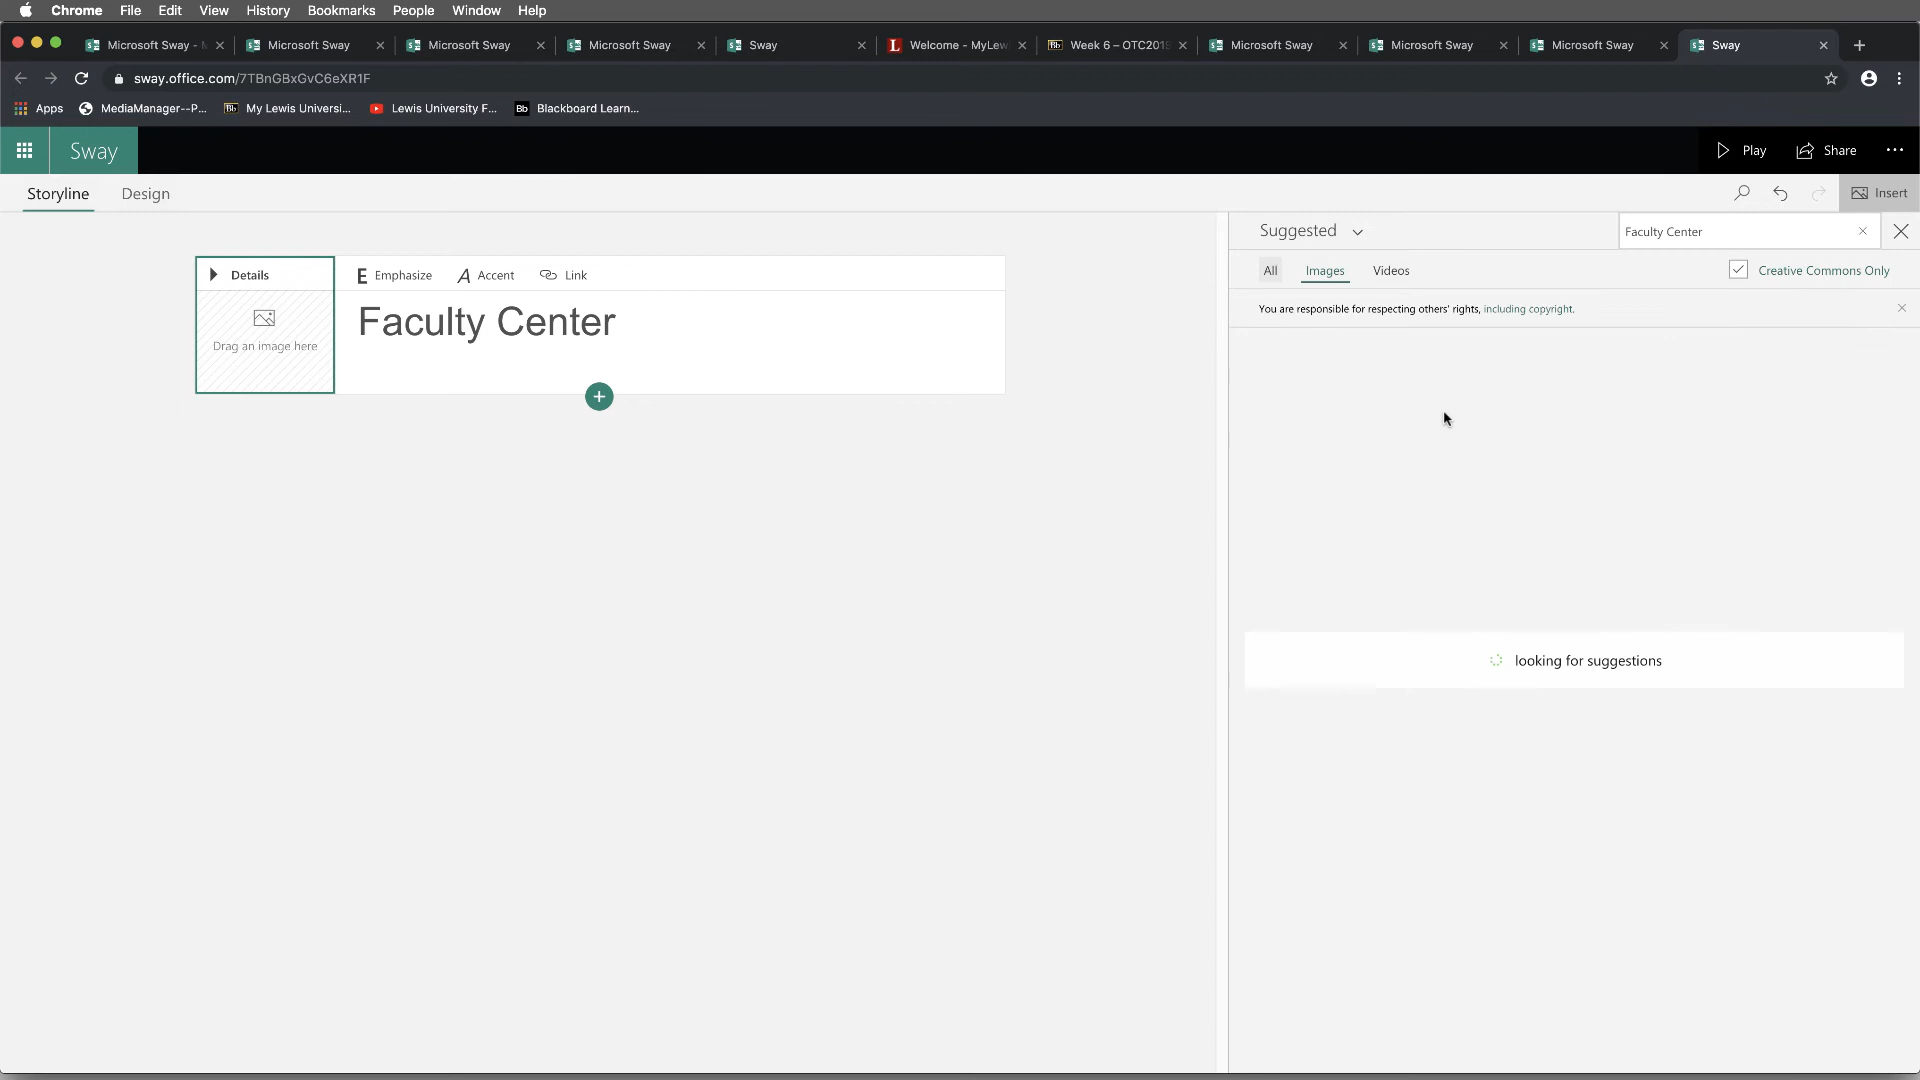 Chrome File Edit View History Bookmarks People Window Help
Microsoft Sway - Microsoft Sway Microsoft Sway Microsoft Sway Sway Welcome - MyLew Week 6 – OTC201 Microsoft Sway Microsoft Sway Microsoft Sway Sway
sway.office.com/7TBnGBxGvC6eXR1F
Apps MediaManager--P... My Lewis Universi... Lewis University F... Blackboard Learn...
Sway Play Share
Storyline Design Insert
Suggested Faculty Center
Details Emphasize Accent Link
All Images Videos Creative Commons Only
Faculty Center
You are responsible for respecting others' rights, including copyright.
Drag an image here
looking for suggestions